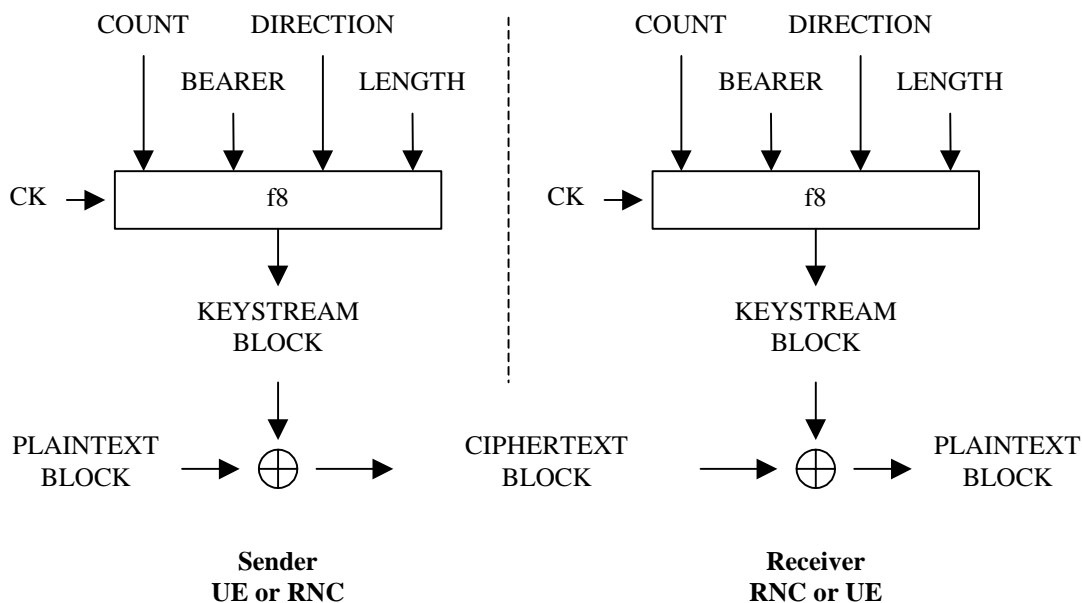 COUNT DIRECTION COUNT DIRECTION
BEARER LENGTH BEARER LENGTH
CK f8 CK f8
KEYSTREAM KEYSTREAM
BLOCK BLOCK
PLAINTEXT CIPHERTEXT PLAINTEXT
BLOCK BLOCK BLOCK
Sender Receiver
UE or RNC RNC or UE